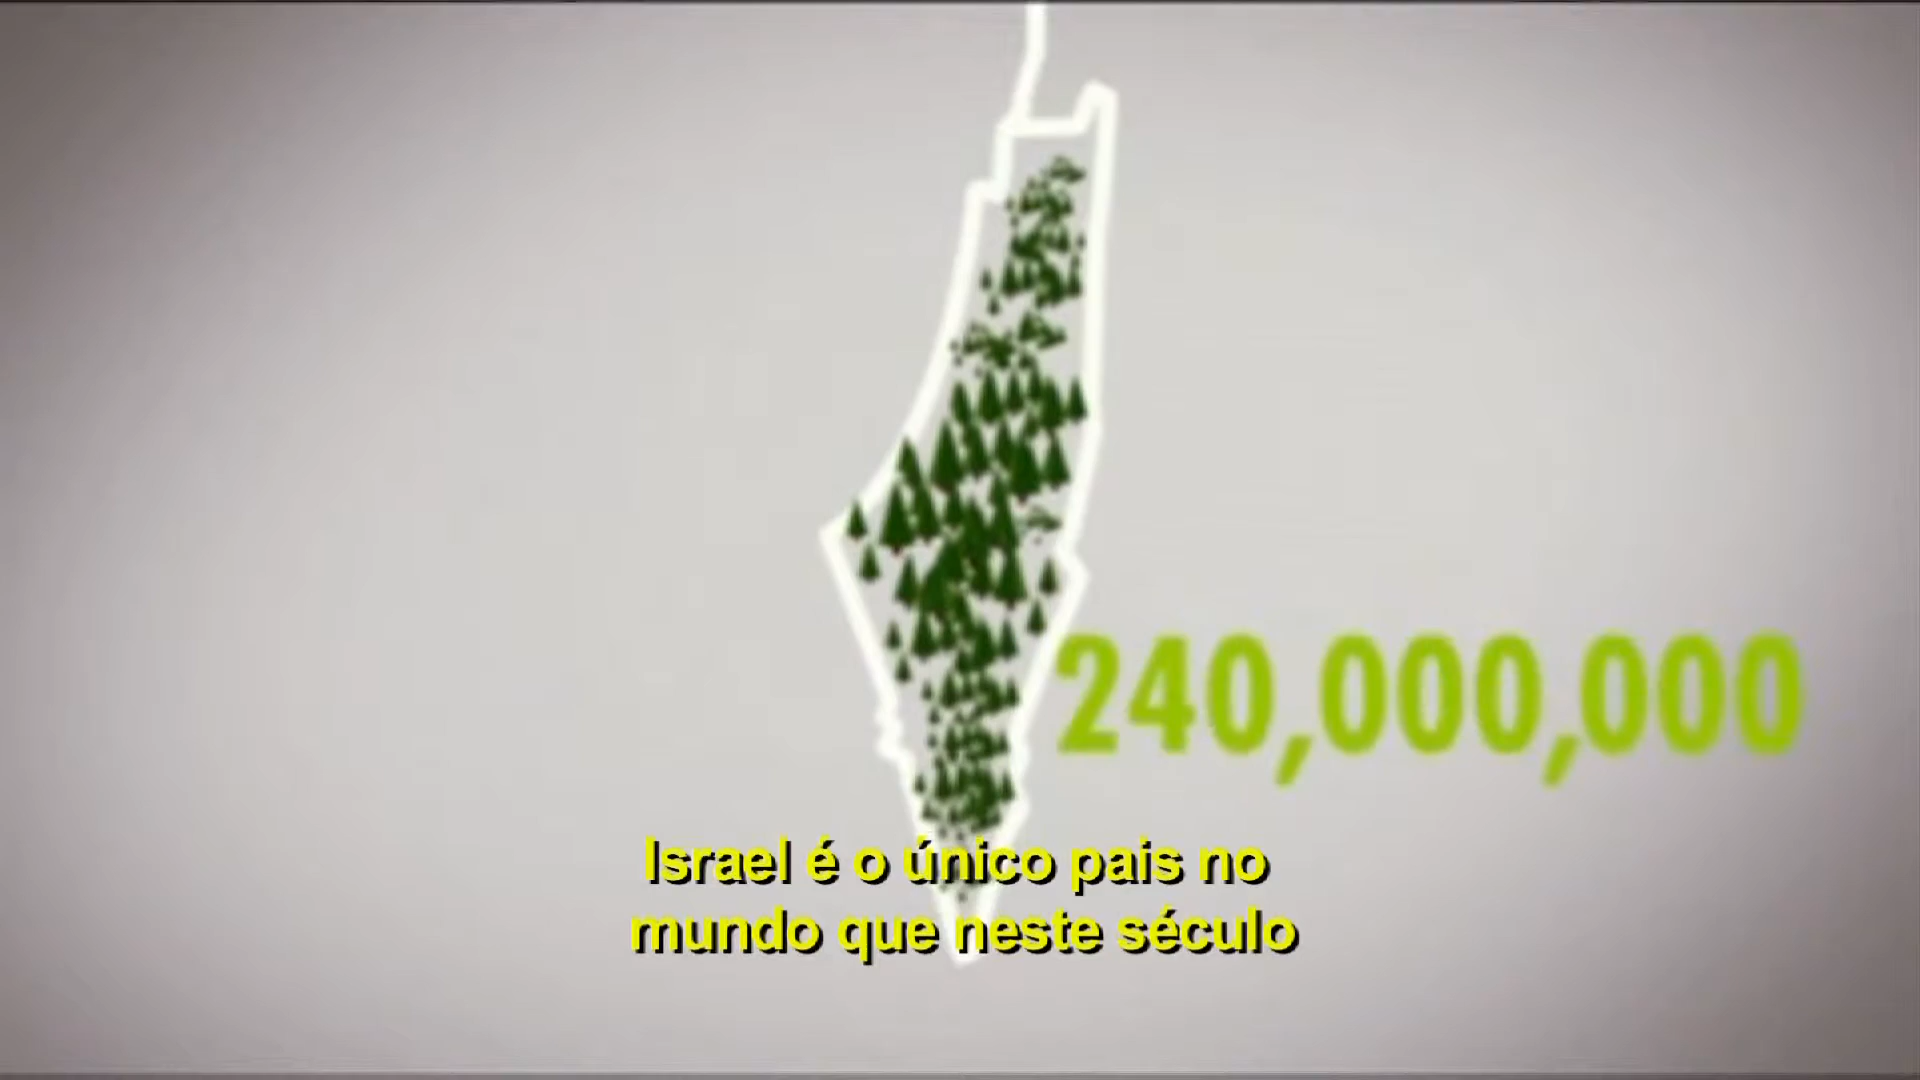 240,000,000
Israel é o único pais no
mundo que neste século